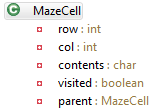 MazeCell
row : int
col : int
contents : char
visited : boolean
parent : MazeCell